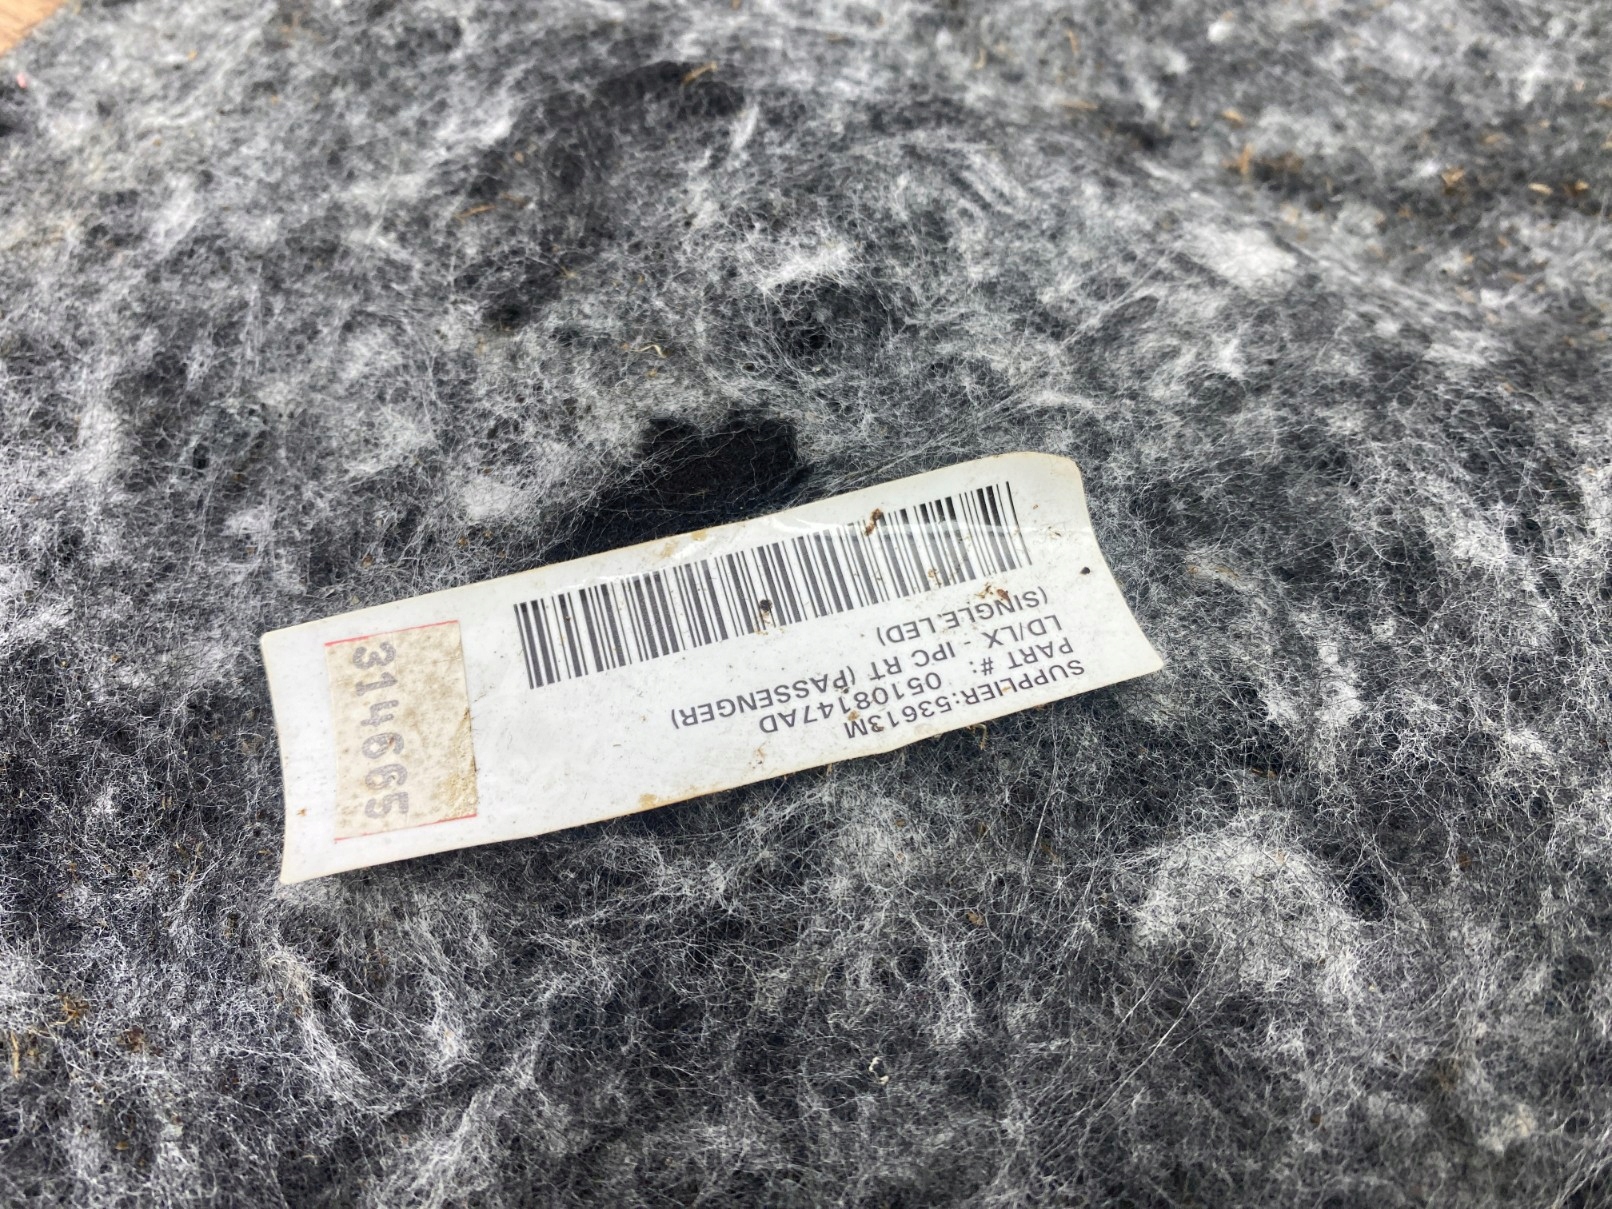 SUPPLIER:53613M
PART #: 05108147AD
LD/LX - IPC RT (PASSENGER)
(SINGLE LED)
314665